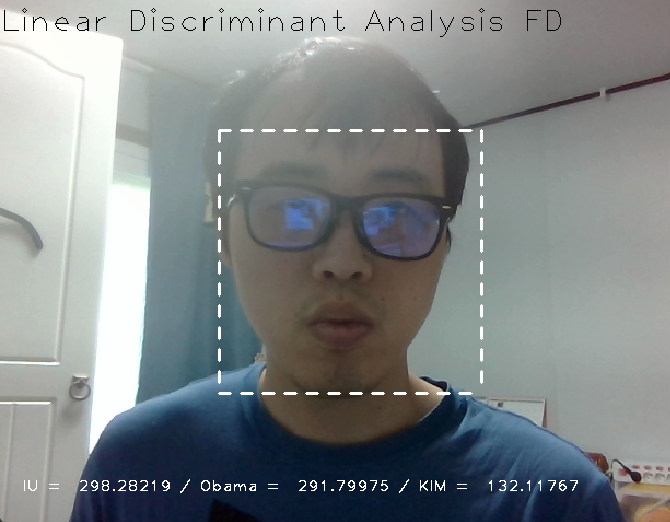 Linear Discriminant Analysis FD
IU = 298.28219 / Obama = 291.79975 / KIM = 132.11767